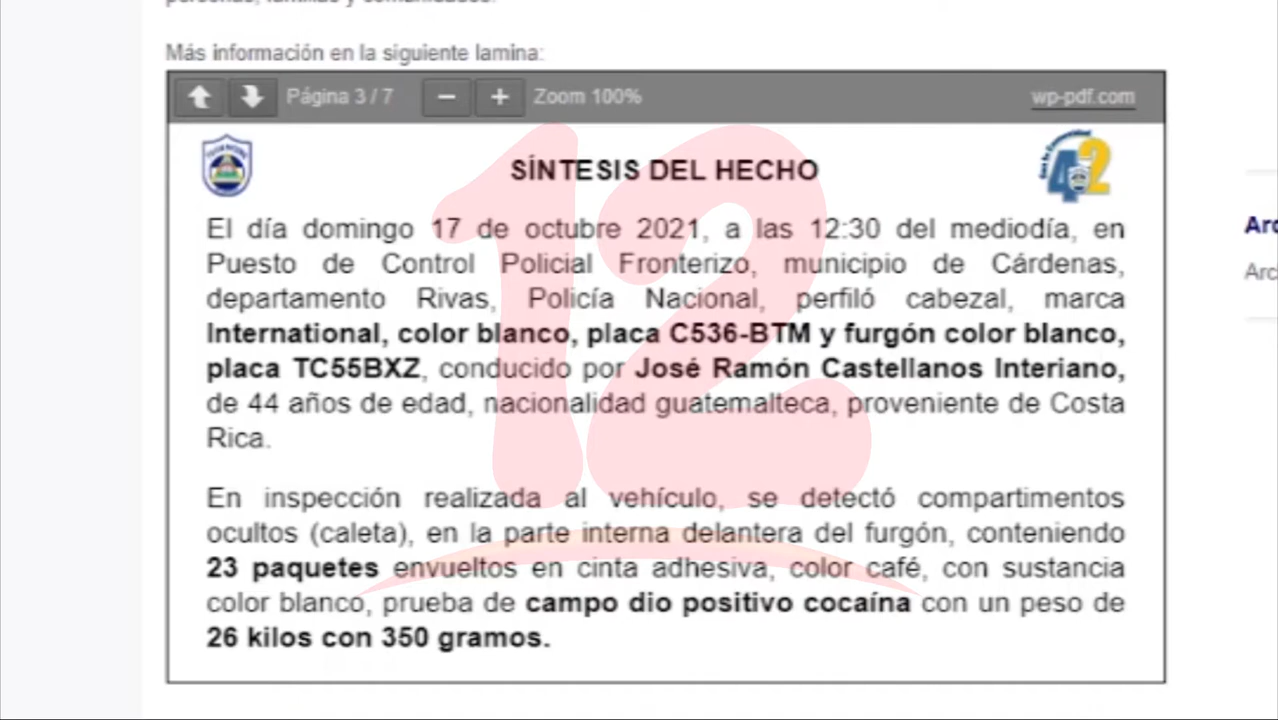 Más información en la siguiente lamina:
Página 3 / 7
Zoom 100%
wp-pdf.com
SÍNTESIS DEL HECHO
42
El día domingo 17 de octubre 2021, a las 12:30 del mediodía, en
Puesto de Control Policial Fronterizo, municipio de Cárdenas,
departamento Rivas, Policía Nacional, perfiló cabezal, marca
International, color blanco, placa C536-BTM y furgón color blanco,
placa TC55BXZ, conducido por José Ramón Castellanos Interiano,
de 44 años de edad, nacionalidad guatemalteca, proveniente de Costa
Rica.
En inspección realizada al vehículo, se detectó compartimentos
ocultos (caleta), en la parte interna delantera del furgón, conteniendo
23 paquetes envueltos en cinta adhesiva, color café, con sustancia
color blanco, prueba de campo dio positivo cocaína con un peso de
26 kilos con 350 gramos.
12